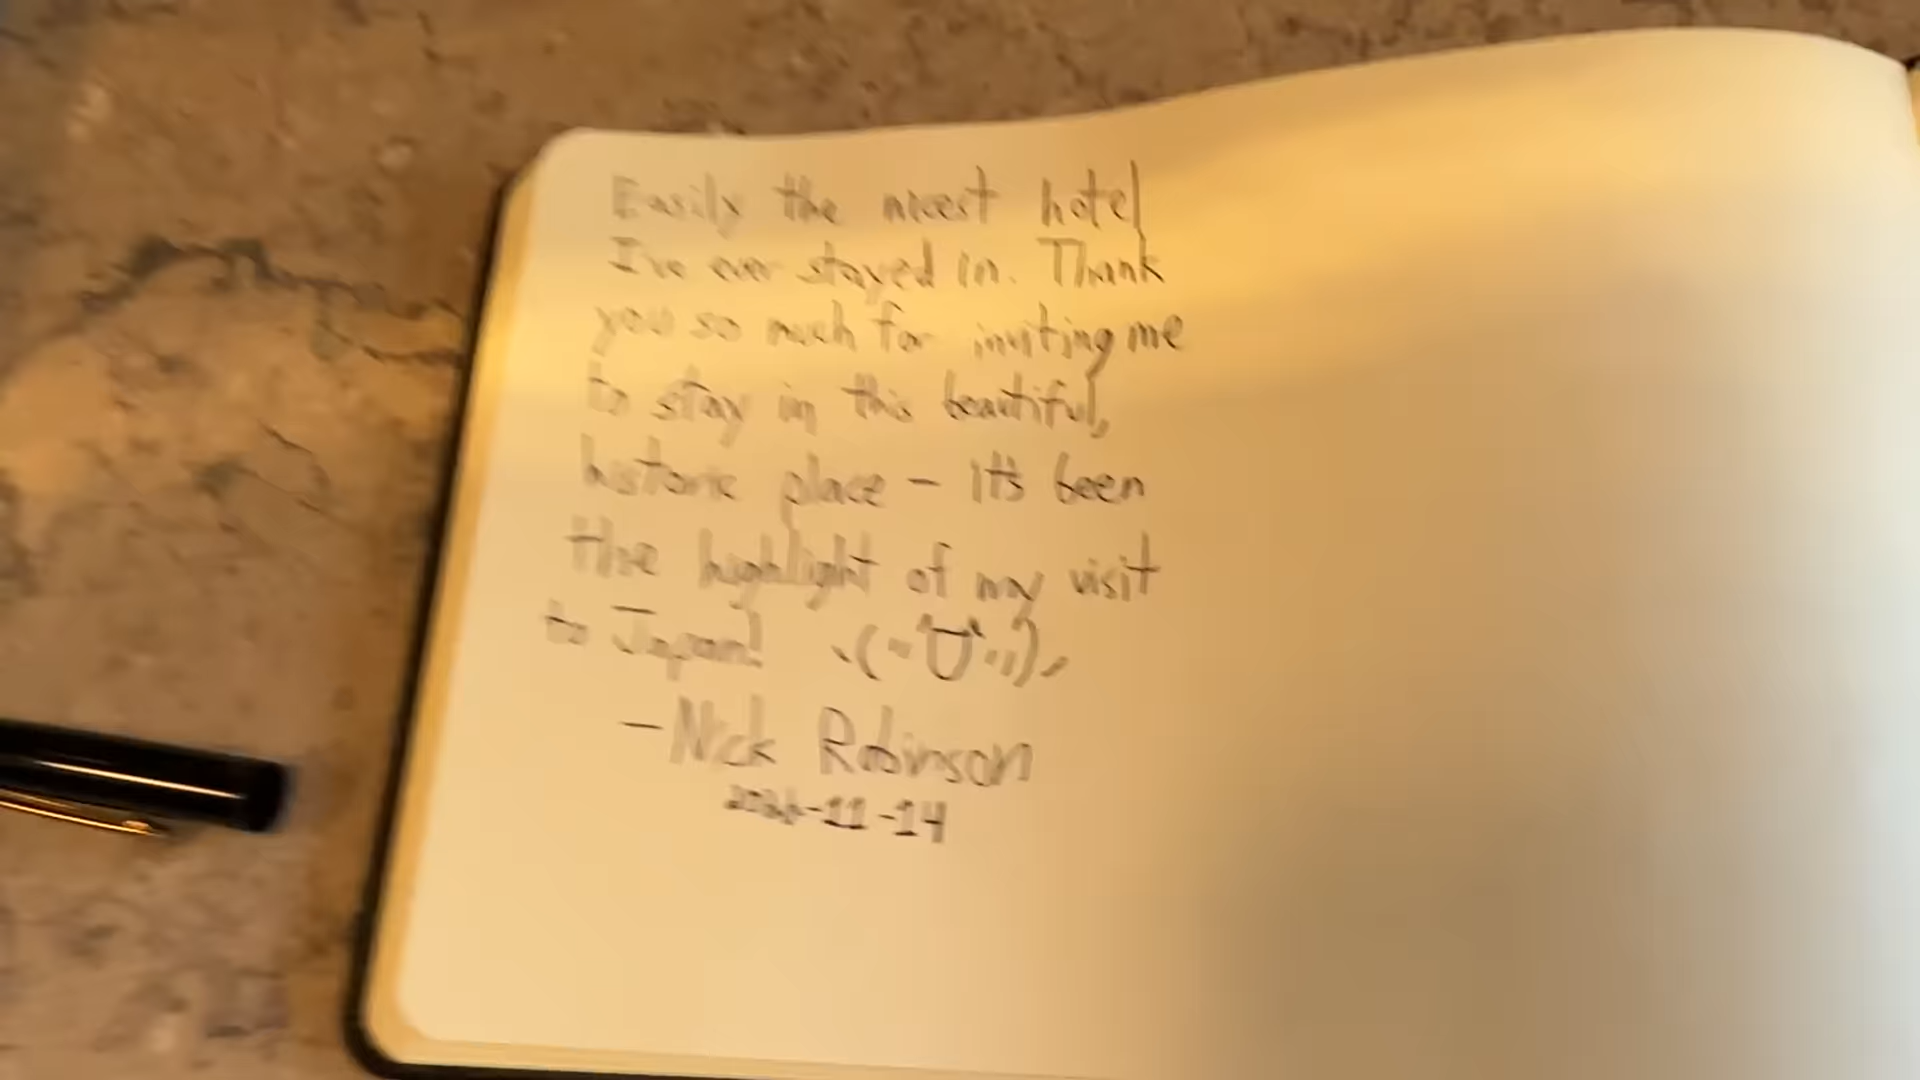 Easily the nicest hotel
I've ever stayed in. Thank
you so much for inviting me
to stay in this beautiful,
historic place – it's been
the highlight of my visit
to Japan!
– Nick Robinson
11-14